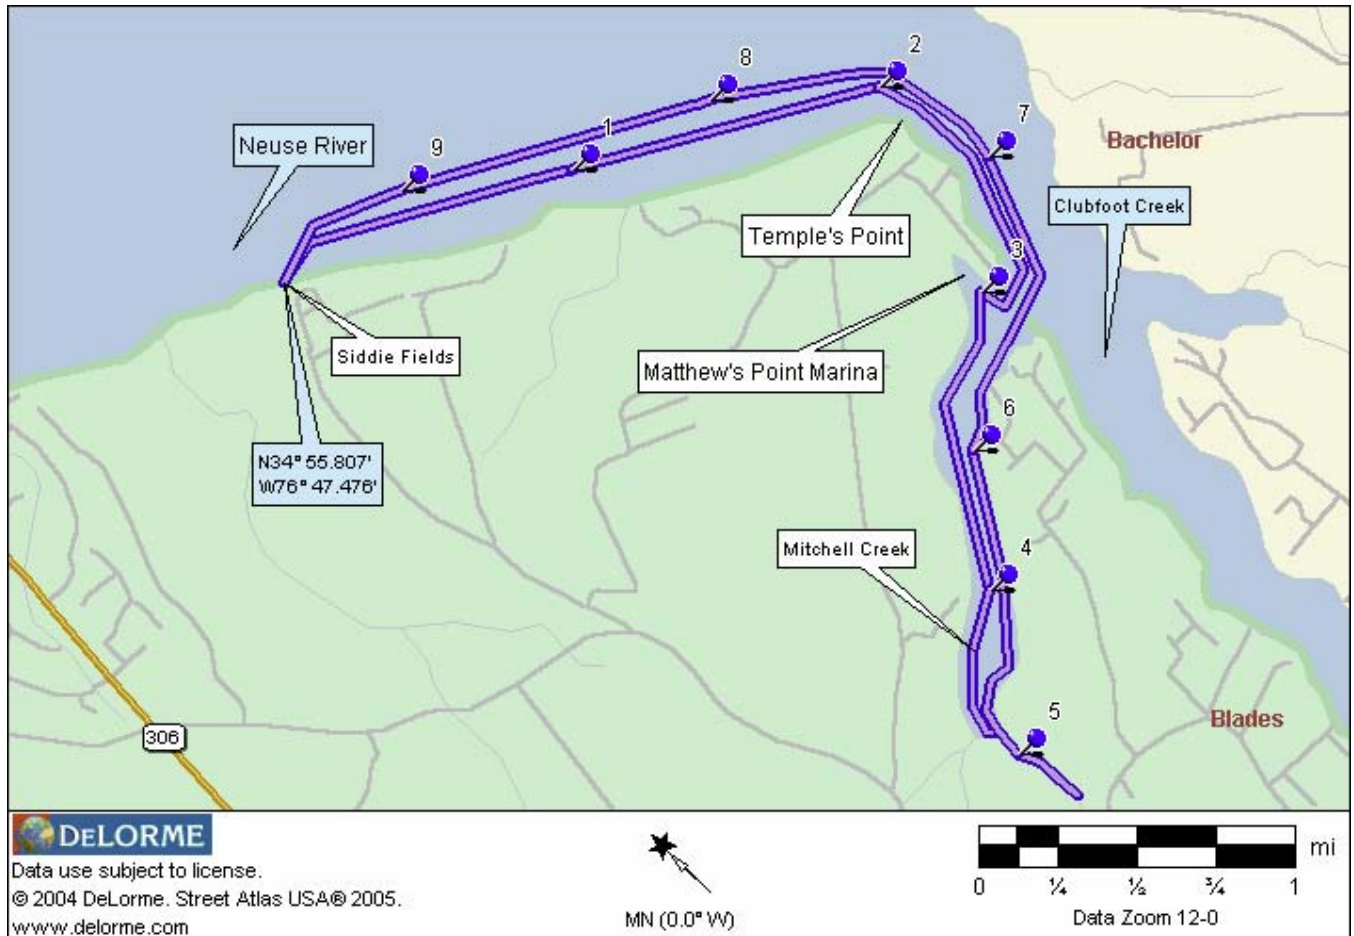 2
8
7
1
9
Neuse River
Bachelor
Clubfoot Creek
Temple's Point
3
Siddie Fields
Matthew's Point Marina
6
N34° 55.807'
W76° 47.476'
Mitchell Creek
4
306
5
Blades
DELORME
Data use subject to license.
© 2004 DeLorme. Street Atlas USA® 2005.
www.delorme.com
MN (0.0° W)
mi
0 ¼ ½ ¾ 1
Data Zoom 12-0